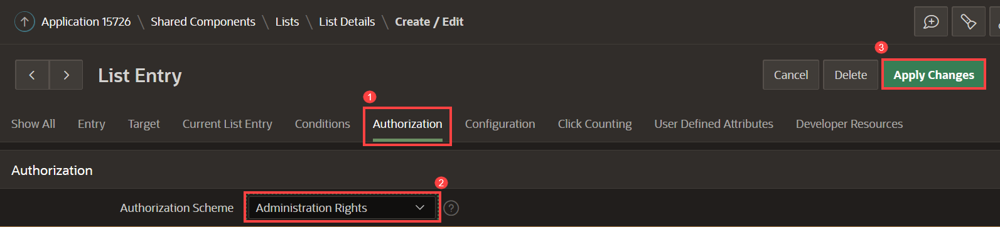 Application 15726 \ Shared Components \ Lists \ List Details \ Create / Edit
3
List Entry
Cancel Delete Apply Changes
1
Show All Entry Target Current List Entry Conditions Authorization Configuration Click Counting User Defined Attributes Developer Resources
Authorization
2
Authorization Scheme Administration Rights ?